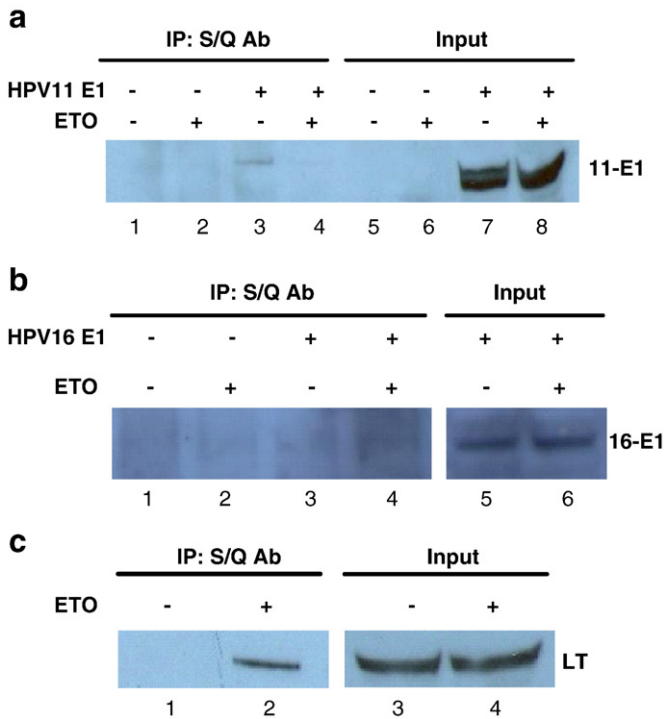 a
IP: S/Q Ab Input
HPV11 E1 - - + + - - + +
ETO - + - + - + - +
11-E1
1 2 3 4 5 6 7 8
b
IP: S/Q Ab Input
HPV16 E1 - - + + + +
ETO - + - + - +
16-E1
1 2 3 4 5 6
c
IP: S/Q Ab Input
ETO - + - +
LT
1 2 3 4